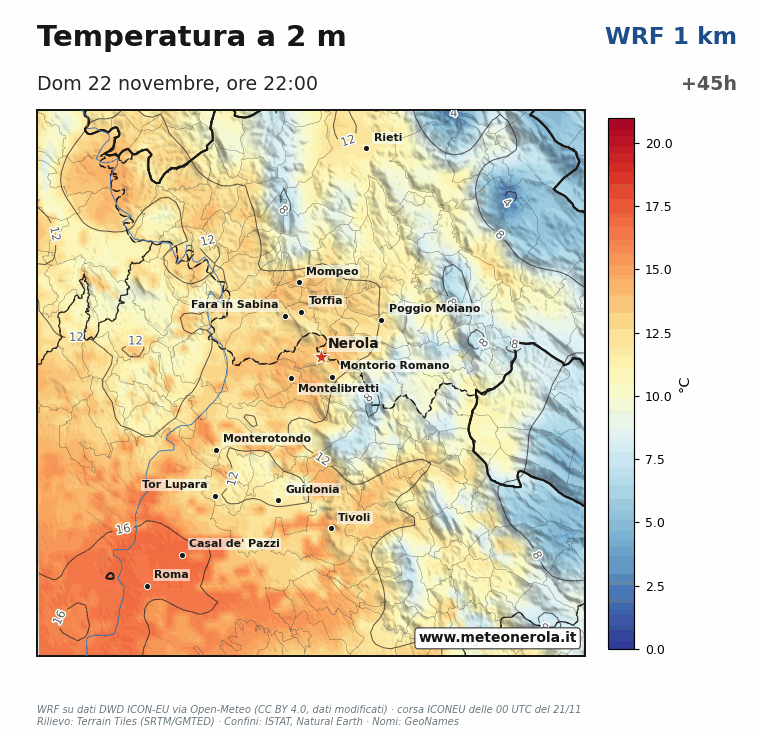 Temperatura a 2 m
WRF 1 km
Dom 22 novembre, ore 22:00
+45h
4
12
Rieti
20.0
8
4
12
12
8
17.5
Mompeo
15.0
Fara in Sabina
Toffia
8
Poggio Moiano
12
12
Nerola
8
8
12.5
Montorio Romano
Montelibretti
8
10.0
°C
Monterotondo
12
12
7.5
Tor Lupara
Guidonia
16
Tivoli
5.0
Casal de' Pazzi
8
Roma
2.5
16
8
www.meteonerola.it
0.0
WRF su dati DWD ICON-EU via Open-Meteo (CC BY 4.0, dati modificati) · corsa ICONEU delle 00 UTC del 21/11
Rilievo: Terrain Tiles (SRTM/GMTED) · Confini: ISTAT, Natural Earth · Nomi: GeoNames